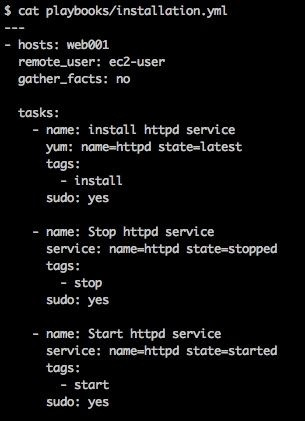 $ cat playbooks/installation.yml
---
- hosts: web001
  remote_user: ec2-user
  gather_facts: no

  tasks:
    - name: install httpd service
      yum: name=httpd state=latest
      tags:
        - install
      sudo: yes

    - name: Stop httpd service
      service: name=httpd state=stopped
      tags:
        - stop
      sudo: yes

    - name: Start httpd service
      service: name=httpd state=started
      tags:
        - start
      sudo: yes